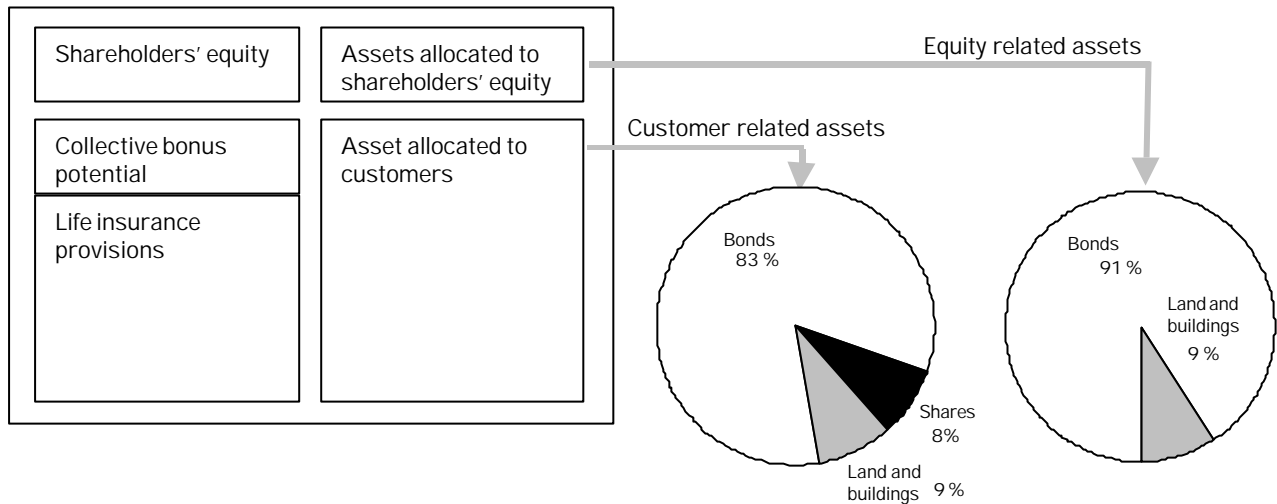 Shareholders' equity
Assets allocated to
shareholders' equity
Equity related assets
Collective bonus
potential
Asset allocated to
customers
Customer related assets
Life insurance
provisions
Bonds
83 %
Shares
8%
Land and
buildings 9 %
Bonds
91 %
Land and
buildings
9 %